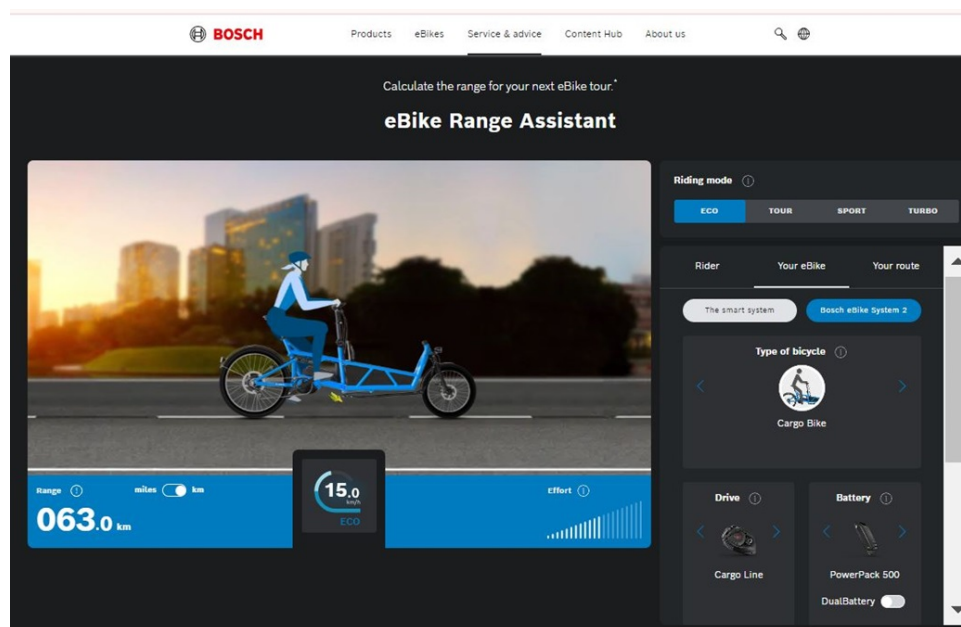 BOSCH
Products eBikes Service & advice Content Hub About us
Calculate the range for your next eBike tour.*
eBike Range Assistant
Riding mode
ECO TOUR SPORT TURBO
Rider Your eBike Your route
The smart system Bosch eBike System 2
Type of bicycle
Cargo Bike
Drive Battery
Cargo Line PowerPack 500
DualBattery
Range miles km
063.0 km
15.0
km/h
ECO
Effort